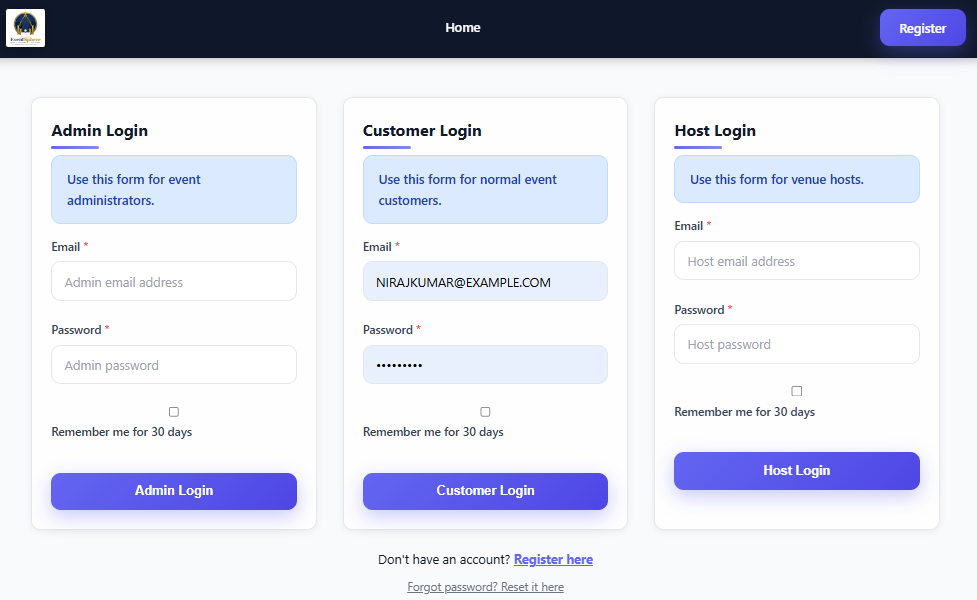 Home
Register
Admin Login
Use this form for event
administrators.
Email *
Admin email address
Password *
Admin password
Remember me for 30 days
Admin Login
Customer Login
Use this form for normal event
customers.
Email *
NIRAJKUMAR@EXAMPLE.COM
Password *
•••••••••
Remember me for 30 days
Customer Login
Host Login
Use this form for venue hosts.
Email *
Host email address
Password *
Host password
Remember me for 30 days
Host Login
Don't have an account? Register here
Forgot password? Reset it here